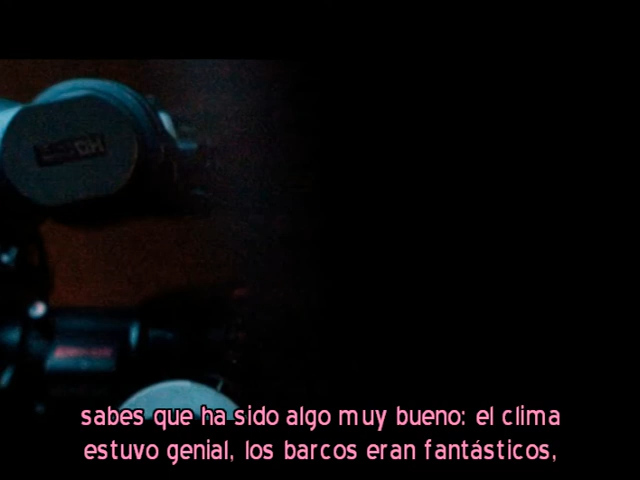 sabes que ha sido algo muy bueno: el clima
estuvo genial, los barcos eran fantásticos,